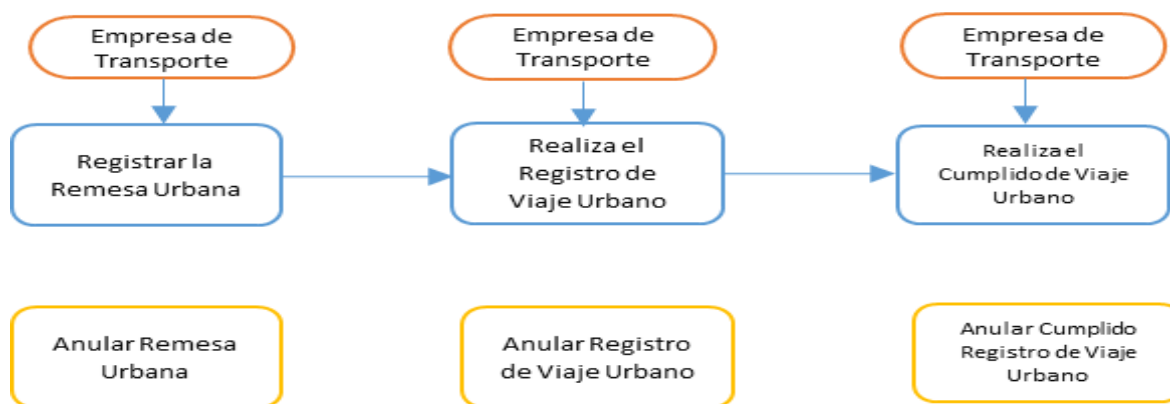 Empresa de
Transporte
Empresa de
Transporte
Empresa de
Transporte
Registrar la
Remesa Urbana
Realiza el
Registro de
Viaje Urbano
Realiza el
Cumplido de Viaje
Urbano
Anular Remesa
Urbana
Anular Registro
de Viaje Urbano
Anular Cumplido
Registro de Viaje
Urbano